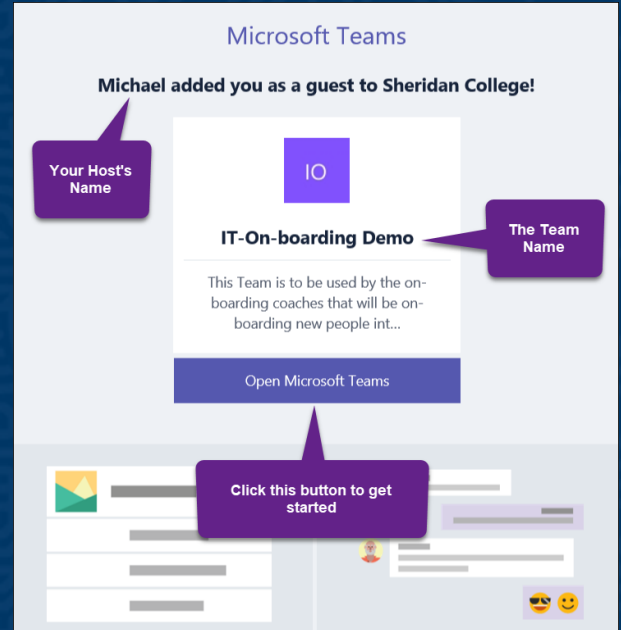 Microsoft Teams
Michael added you as a guest to Sheridan College!
Your Host's
Name
IO
IT-On-boarding Demo
The Team
Name
This Team is to be used by the on-
boarding coaches that will be on-
boarding new people int...
Open Microsoft Teams
Click this button to get
started